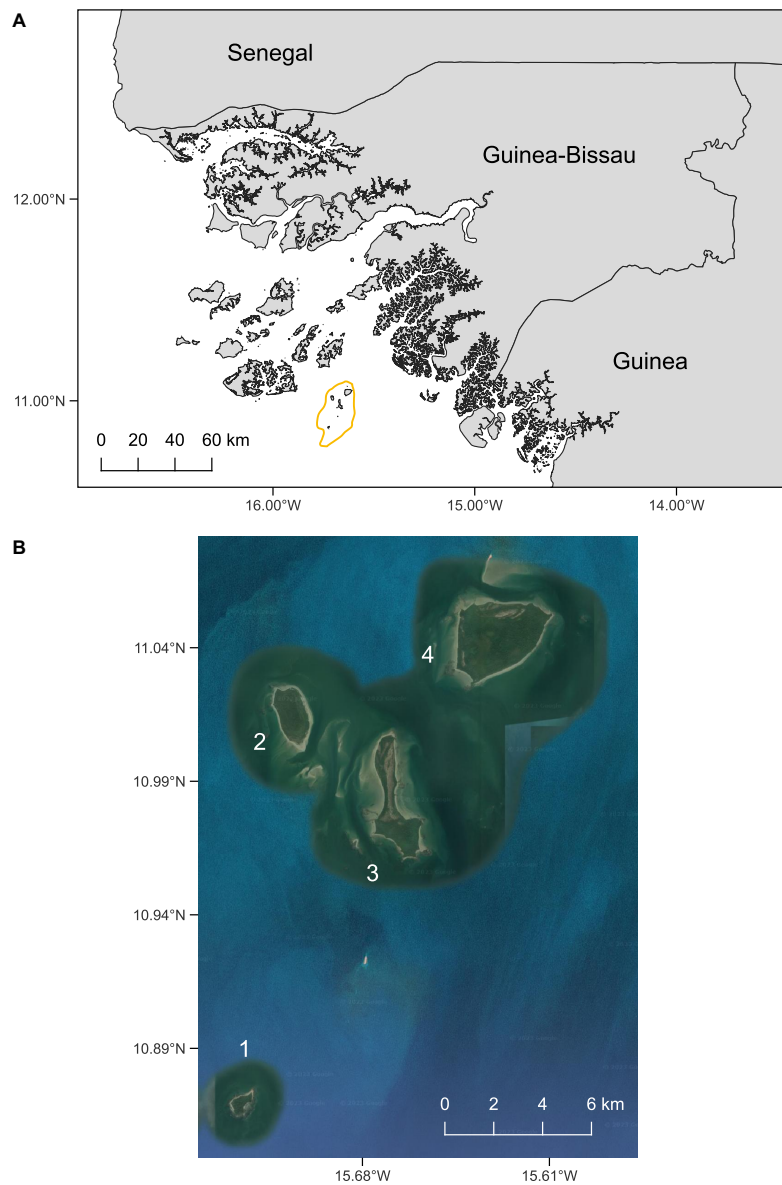 A
Senegal
Guinea-Bissau
12.00°N
Guinea
11.00°N
0 20 40 60 km
16.00°W 15.00°W 14.00°W
B
11.04°N
4
2
10.99°N
3
10.94°N
10.89°N
1
0 2 4 6 km
15.68°W 15.61°W